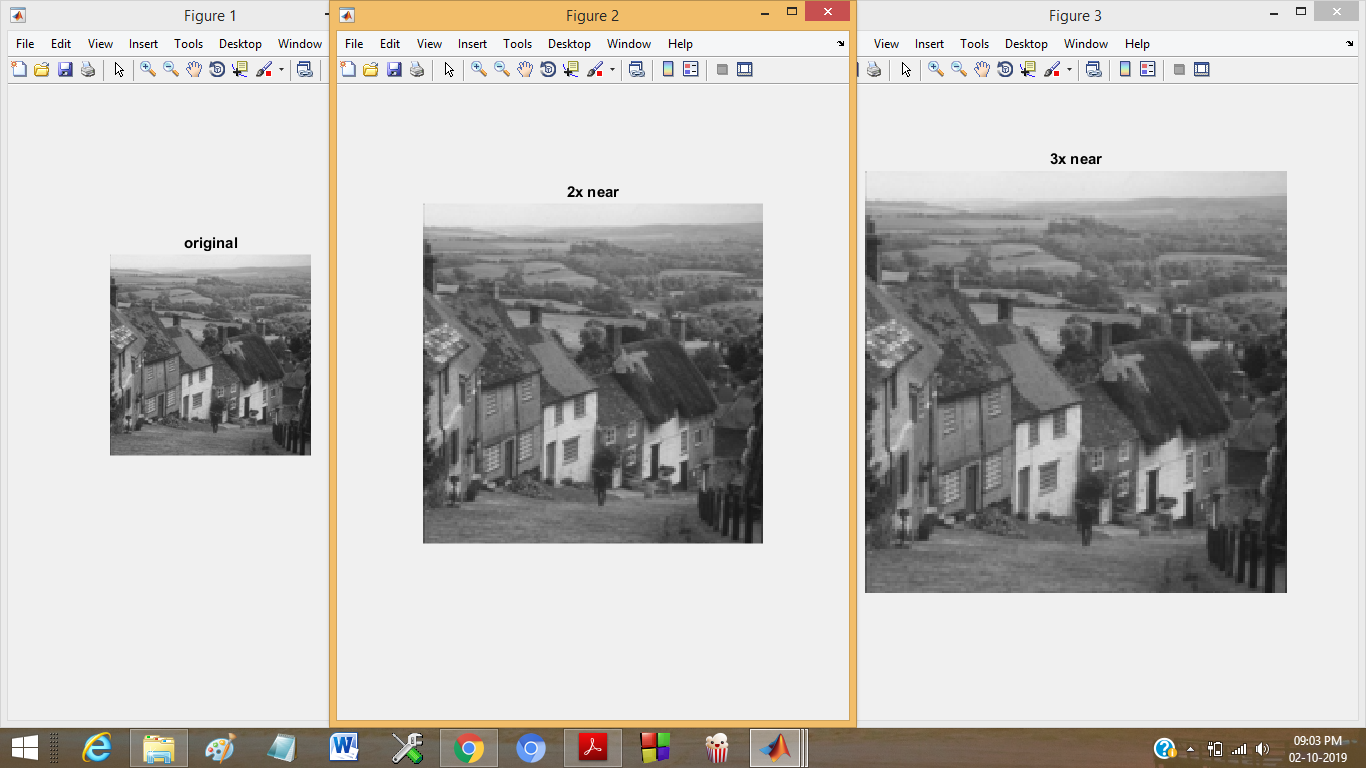 Figure 1
File Edit View Insert Tools Desktop Window
original
Figure 2
File Edit View Insert Tools Desktop Window Help
2x near
Figure 3
View Insert Tools Desktop Window Help
3x near
09:03 PM
02-10-2019